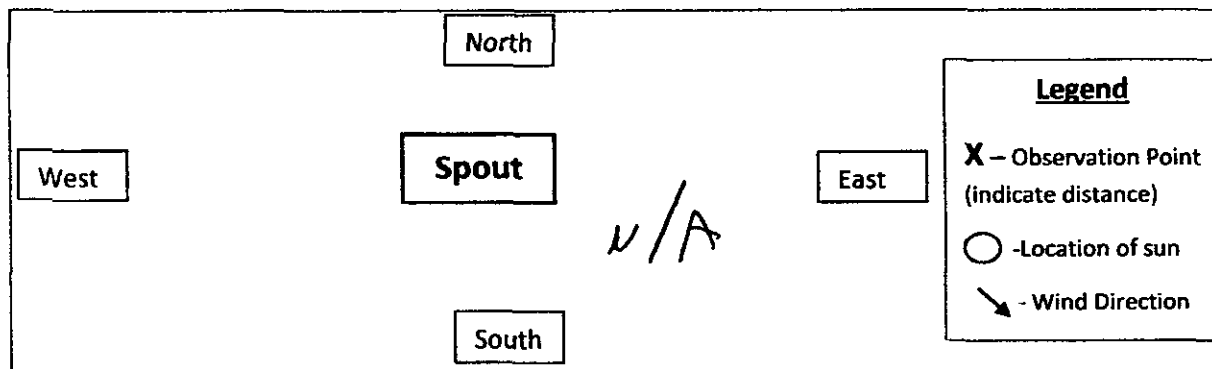 North
Legend
West
Spout
East
X – Observation Point
(indicate distance)
N/A
-Location of sun
- Wind Direction
South